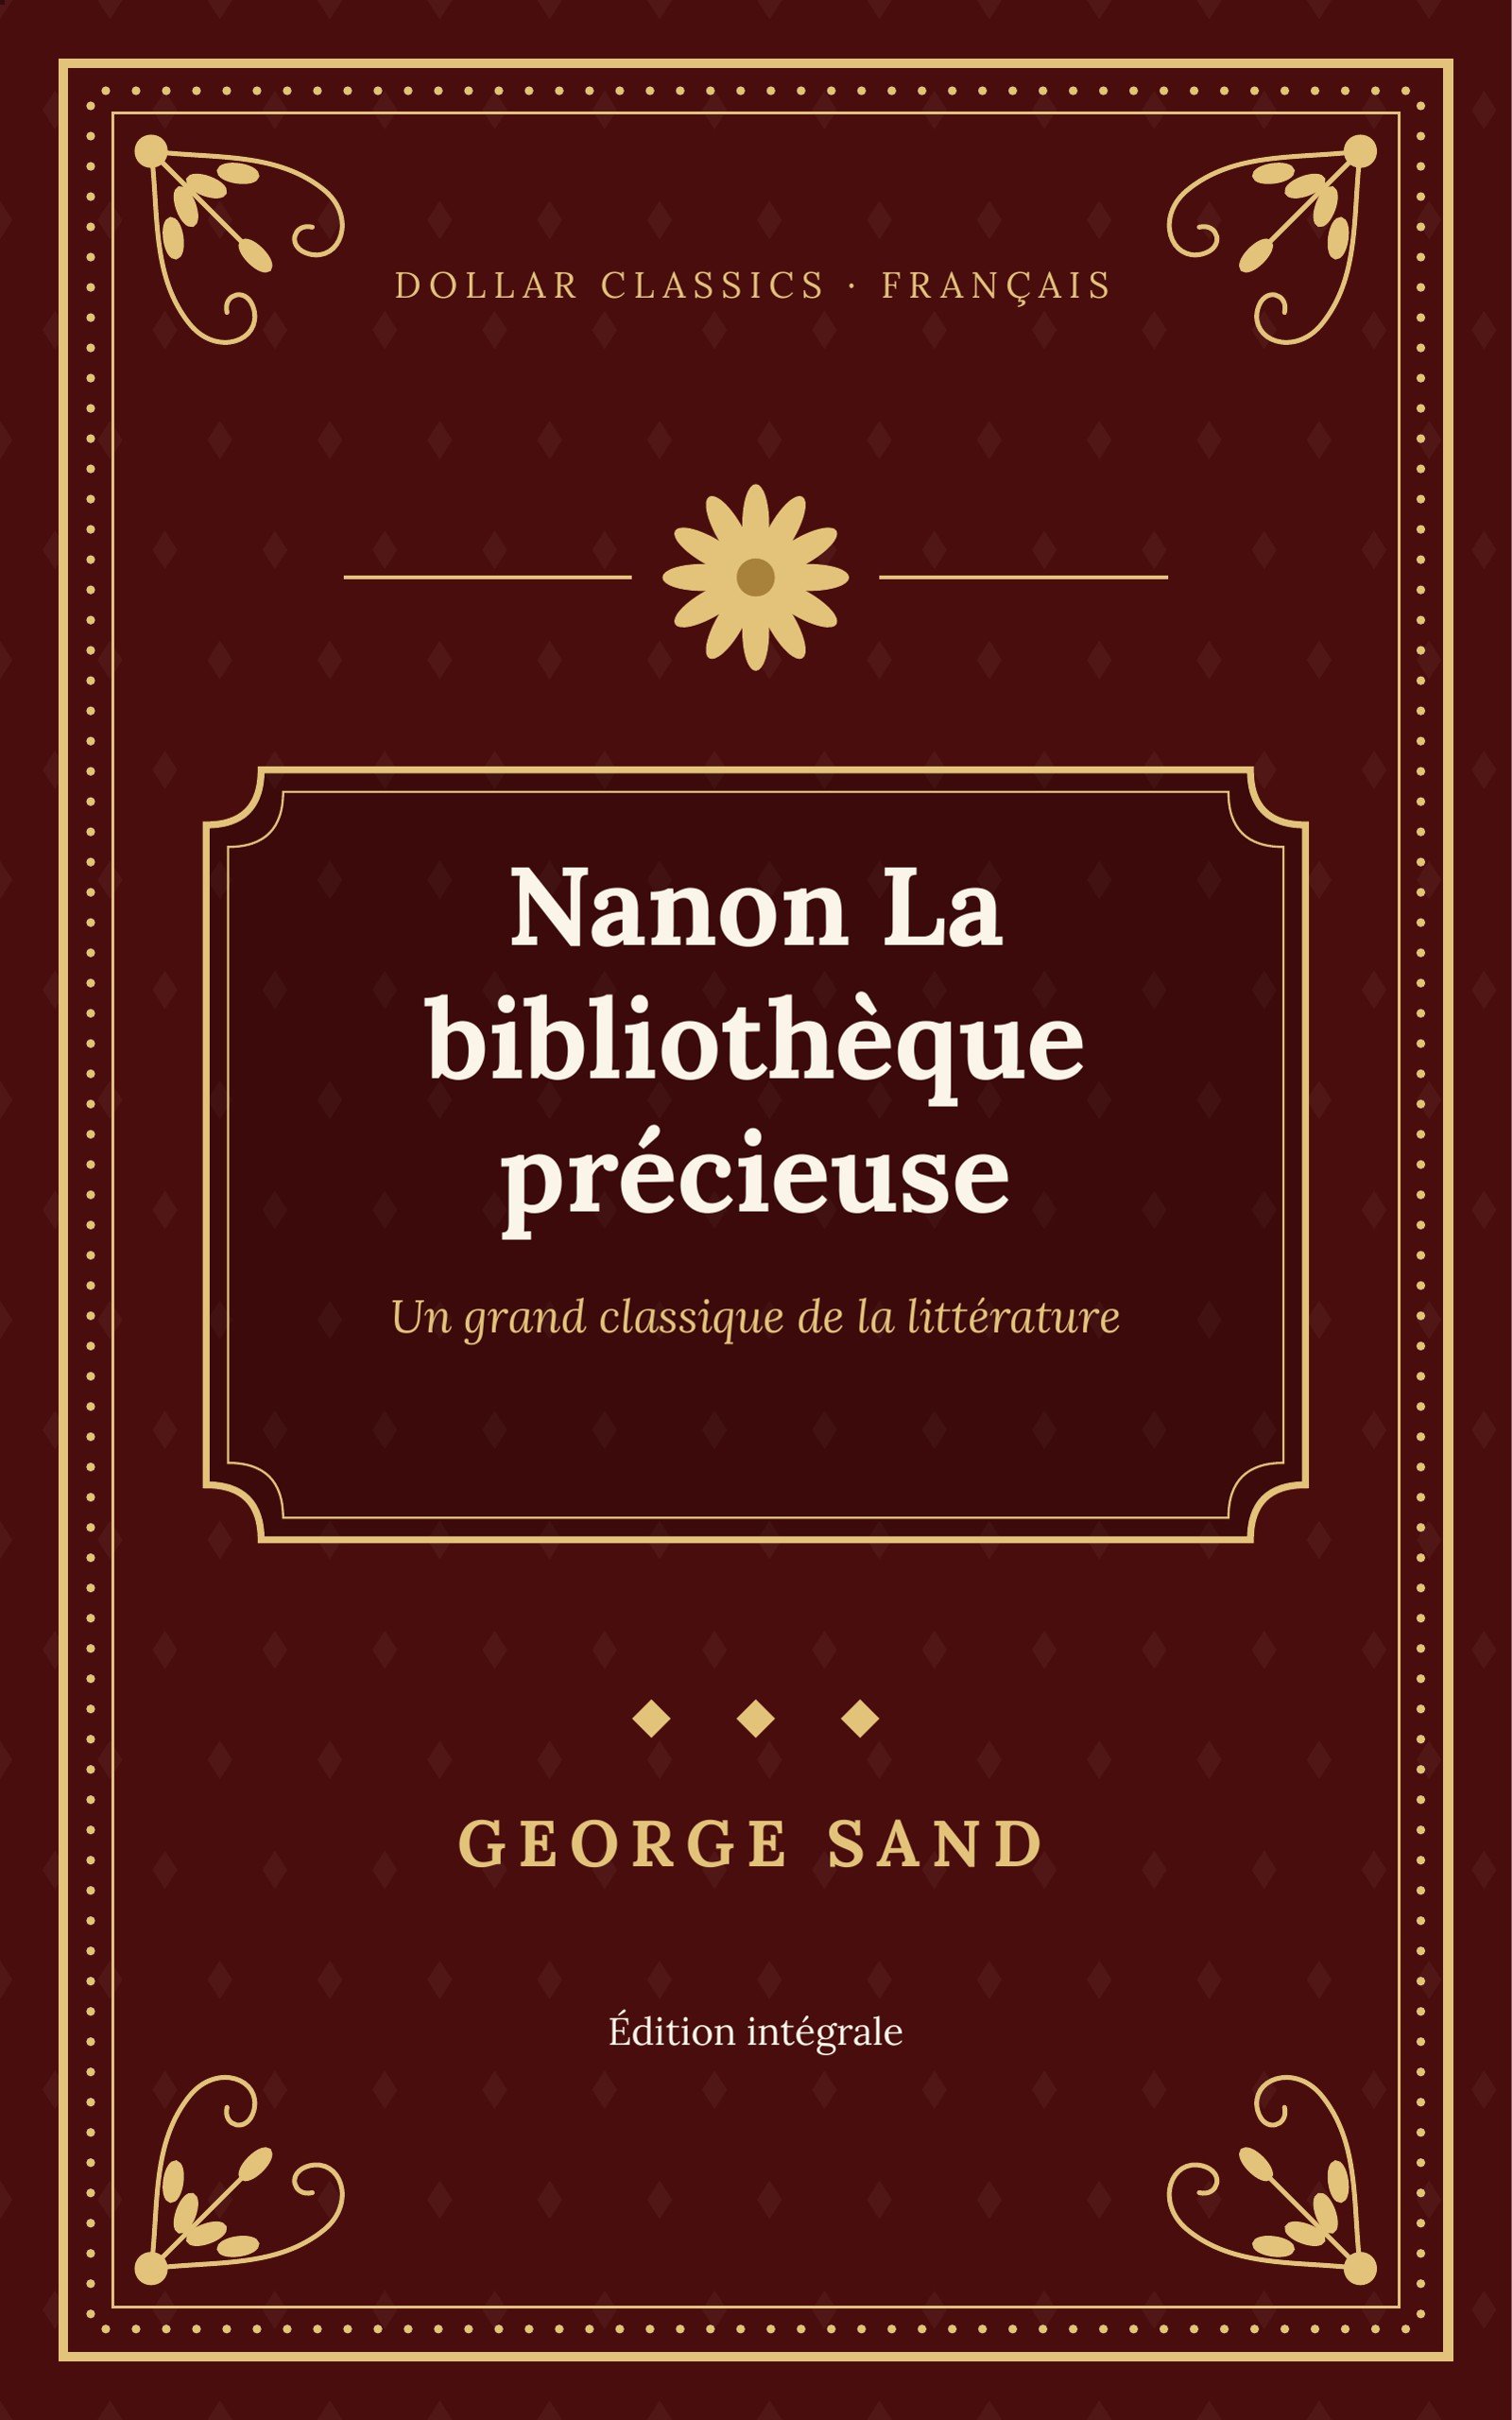 DOLLAR CLASSICS · FRANÇAIS
Nanon La
bibliothèque
précieuse
Un grand classique de la littérature
GEORGE SAND
Édition intégrale